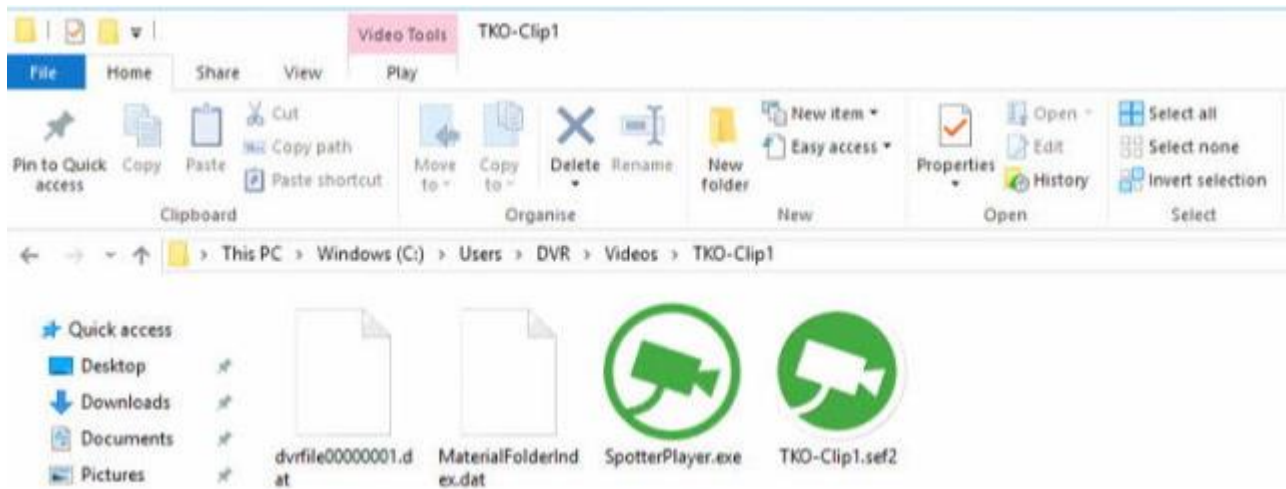 Video Tools TKO-Clip1
File Home Share View Play
Pin to Quick access
Copy
Paste
Cut
Copy path
Paste shortcut
Clipboard
Move to
Copy to
Delete
Rename
Organise
New folder
New item
Easy access
New
Properties
Open
Edit
History
Open
Select all
Select none
Invert selection
Select
This PC > Windows (C:) > Users > DVR > Videos > TKO-Clip1
Quick access
Desktop
Downloads
Documents
Pictures
dvrfile00000001.d
at
MaterialFolderInd
ex.dat
SpotterPlayer.exe
TKO-Clip1.sef2